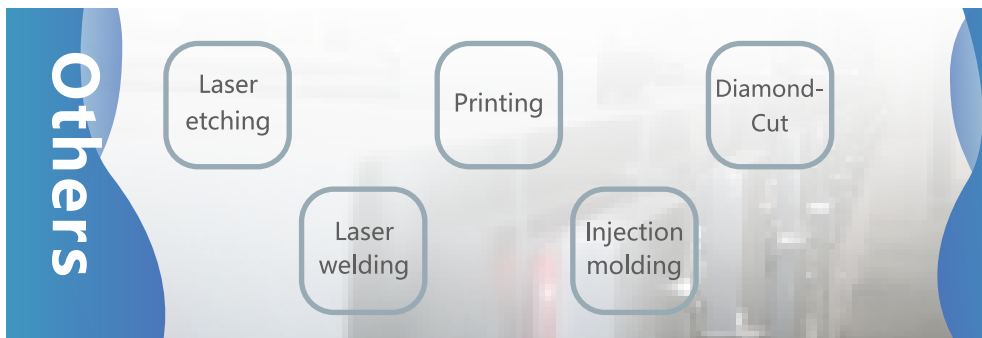 Others
Laser
etching
Printing
Diamond-
Cut
Laser
welding
Injection
molding